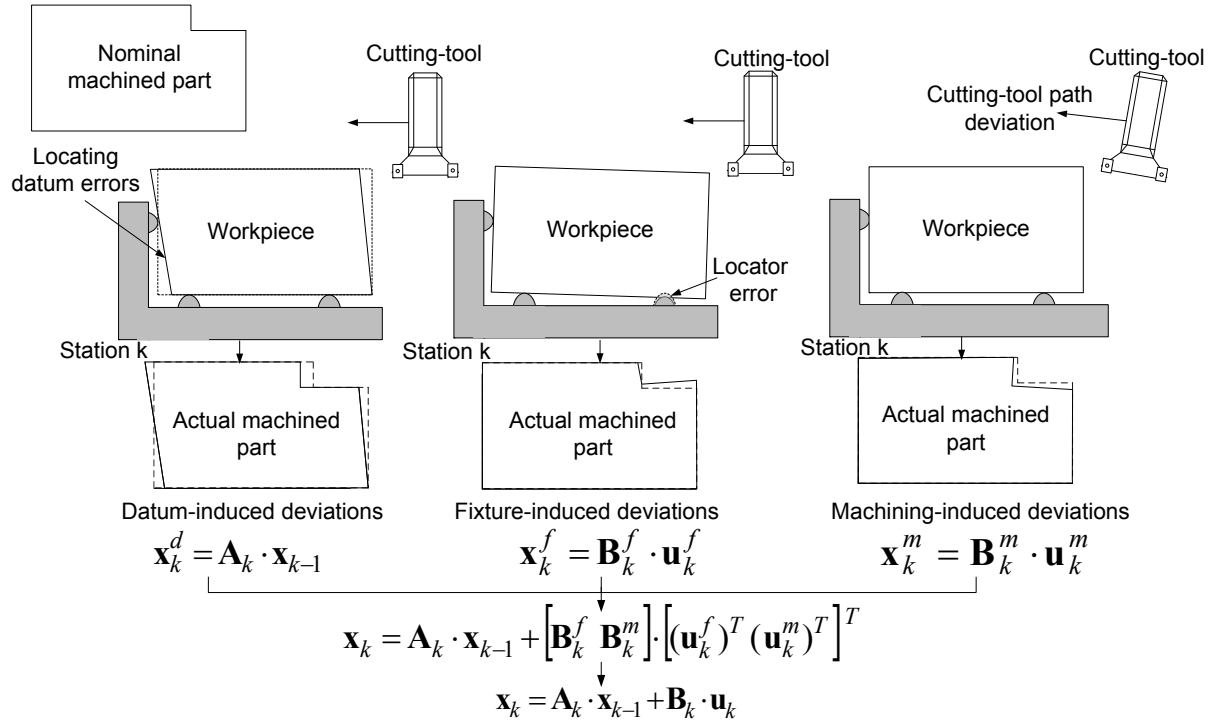 Nominal
machined part
Cutting-tool
Cutting-tool
Cutting-tool
Cutting-tool path
deviation
Locating
datum errors
Workpiece
Workpiece
Workpiece
Locator
error
Station k
Station k
Station k
Actual machined
part
Actual machined
part
Actual machined
part
Datum-induced deviations
Fixture-induced deviations
Machining-induced deviations
𝐱_k^d = 𝐀_k · 𝐱_{k−1}
𝐱_k^f = 𝐁_k^f · 𝐮_k^f
𝐱_k^m = 𝐁_k^m · 𝐮_k^m
𝐱_k = 𝐀_k · 𝐱_{k−1} + [𝐁_k^f 𝐁_k^m] · [(𝐮_k^f)^T (𝐮_k^m)^T]^T
𝐱_k = 𝐀_k · 𝐱_{k−1} + 𝐁_k · 𝐮_k